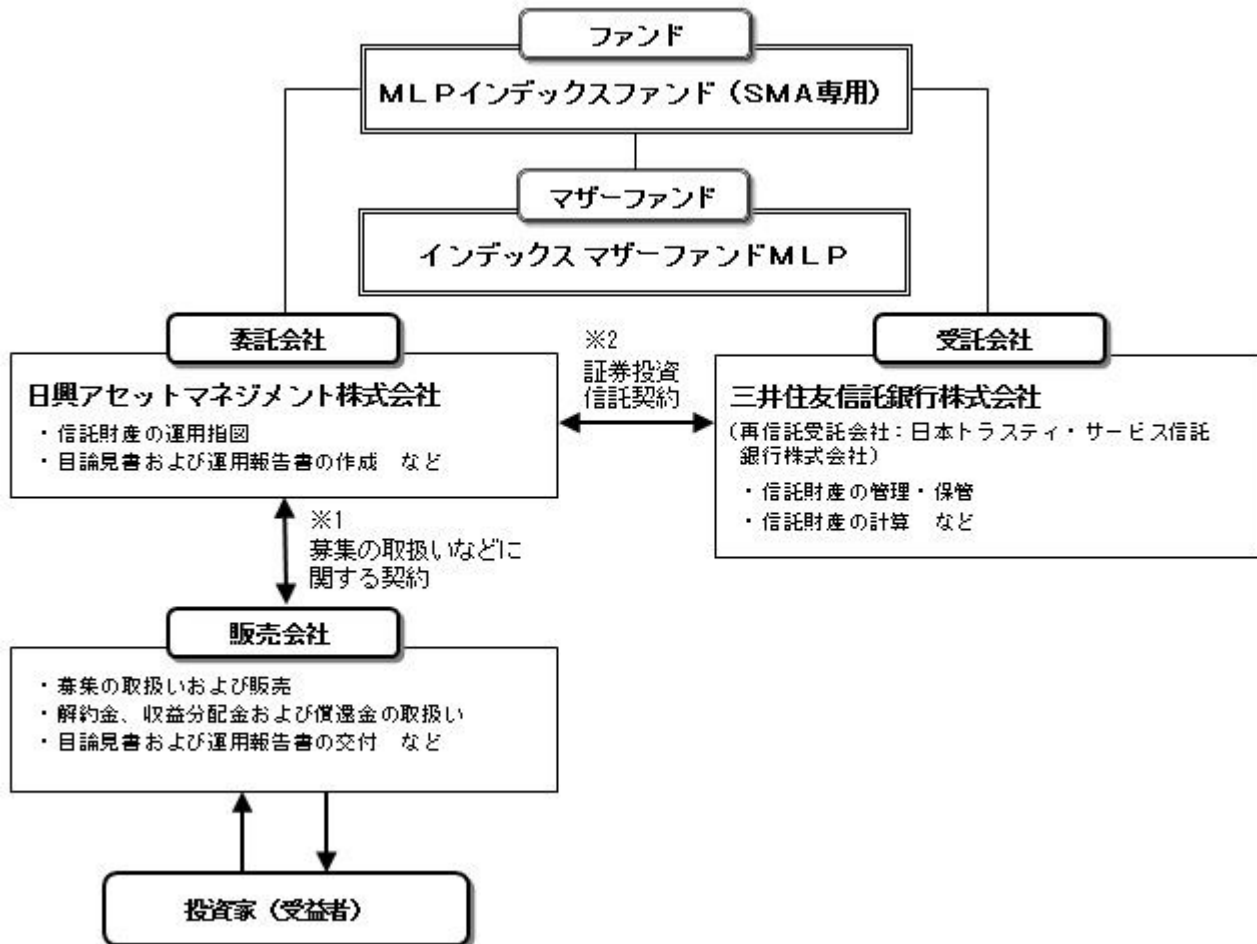 ファンド
MLPインデックスファンド(SMA専用)
マザーファンド
インデックス マザーファンドMLP
委託会社
日興アセットマネジメント株式会社
・信託財産の運用指図
・目論見書および運用報告書の作成 など
※2
証券投資
信託契約
受託会社
三井住友信託銀行株式会社
(再信託受託会社:日本トラスティ・サービス信託
銀行株式会社)
・信託財産の管理・保管
・信託財産の計算 など
※1
募集の取扱いなどに
関する契約
販売会社
・募集の取扱いおよび販売
・解約金、収益分配金および償還金の取扱い
・目論見書および運用報告書の交付 など
投資家(受益者)